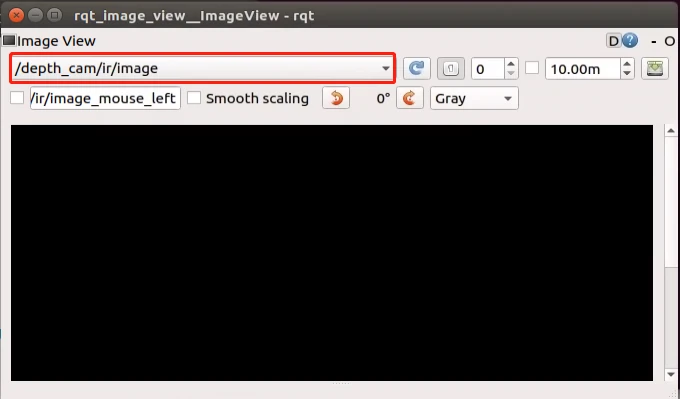 rqt_image_view__ImageView - rqt
Image View
D ? - O
/depth_cam/ir/image
0
10.00m
/ir/image_mouse_left
Smooth scaling
0°
Gray